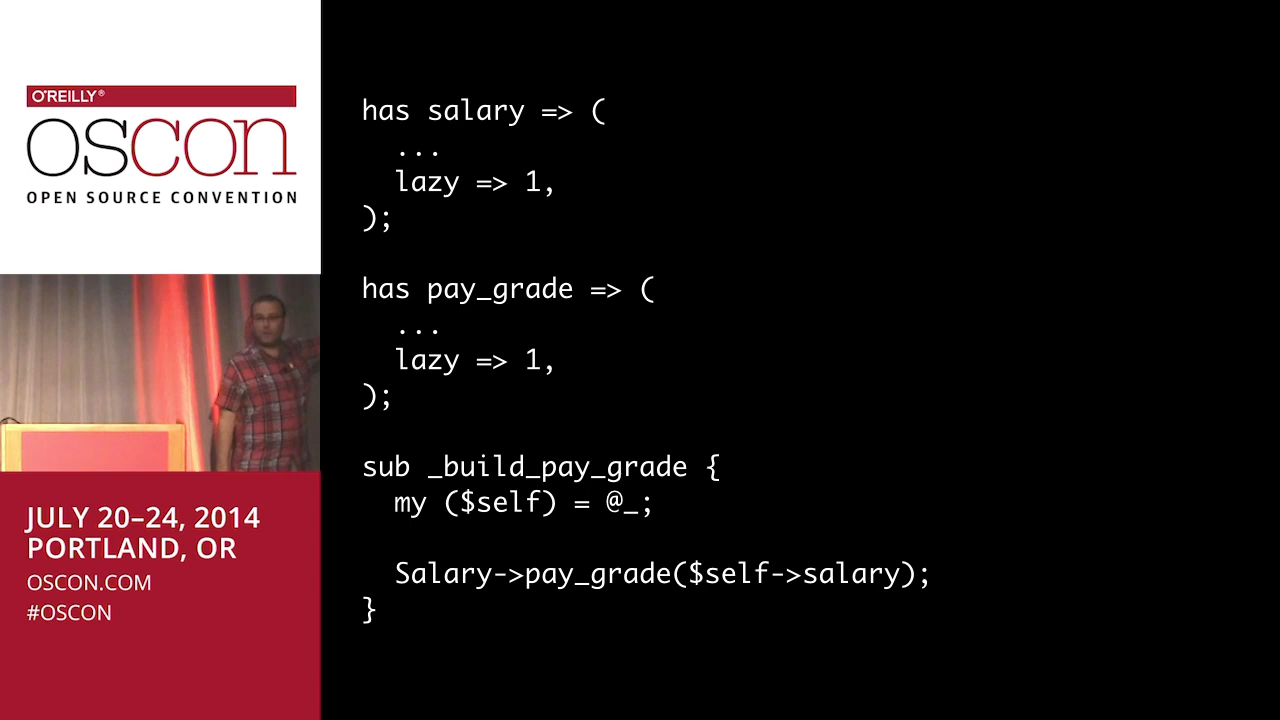 O'REILLY®
OSCON
OPEN SOURCE CONVENTION
JULY 20–24, 2014
PORTLAND, OR
OSCON.COM
#OSCON
has salary => (
  ...
  lazy => 1,
);
has pay_grade => (
  ...
  lazy => 1,
);
sub _build_pay_grade {
  my ($self) = @_;
  Salary->pay_grade($self->salary);
}